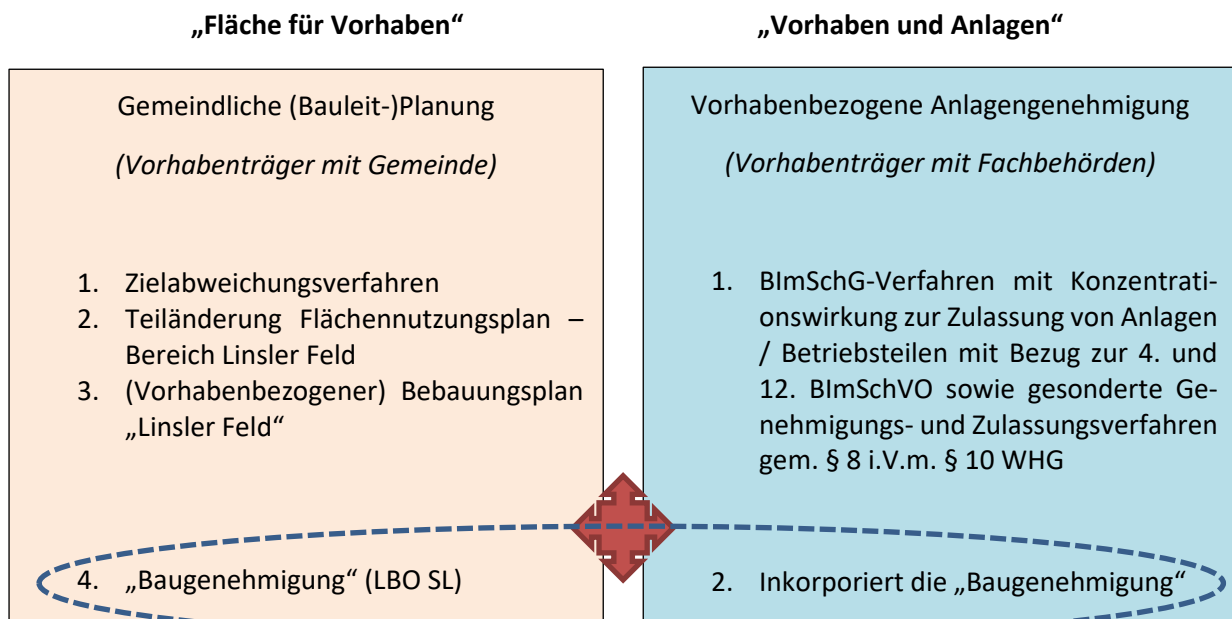 „Fläche für Vorhaben“
„Vorhaben und Anlagen“
Gemeindliche (Bauleit-)Planung
(Vorhabenträger mit Gemeinde)
1. Zielabweichungsverfahren
2. Teiländerung Flächennutzungsplan –
Bereich Linsler Feld
3. (Vorhabenbezogener) Bebauungsplan
„Linsler Feld“
4. „Baugenehmigung“ (LBO SL)
Vorhabenbezogene Anlagengenehmigung
(Vorhabenträger mit Fachbehörden)
1. BImSchG-Verfahren mit Konzentrati-
onswirkung zur Zulassung von Anlagen
/ Betriebsteilen mit Bezug zur 4. und
12. BImSchVO sowie gesonderte Ge-
nehmigungs- und Zulassungsverfahren
gem. § 8 i.V.m. § 10 WHG
2. Inkorporiert die „Baugenehmigung“